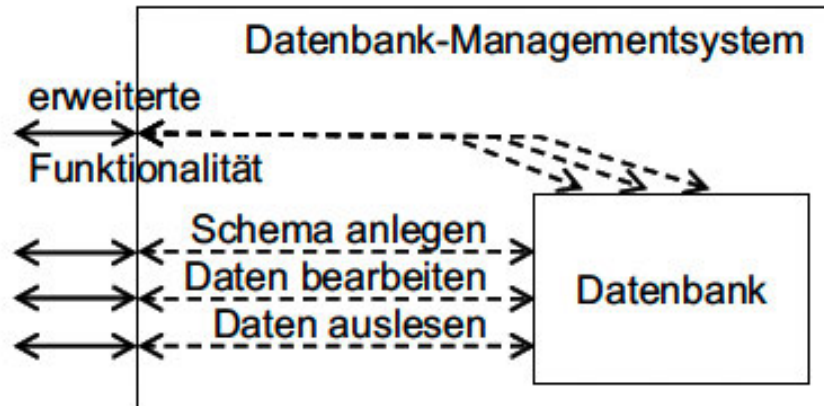 Datenbank-Managementsystem
erweiterte
Funktionalität
Schema anlegen
Daten bearbeiten
Daten auslesen
Datenbank